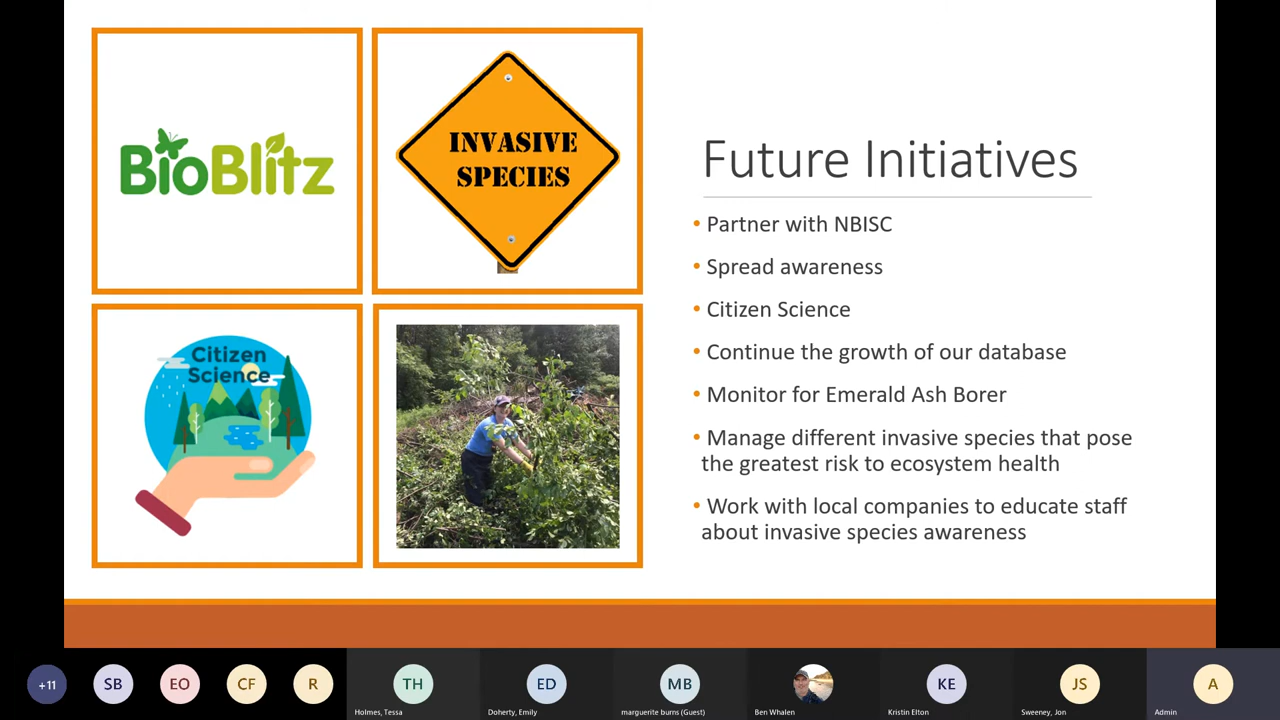 BioBlitz
INVASIVE
SPECIES
Citizen
Science
Future Initiatives
• Partner with NBISC
• Spread awareness
• Citizen Science
• Continue the growth of our database
• Monitor for Emerald Ash Borer
• Manage different invasive species that pose
the greatest risk to ecosystem health
• Work with local companies to educate staff
about invasive species awareness
+11
SB
EO
CF
R
TH
Holmes, Tessa
ED
Doherty, Emily
MB
marguerite burns (Guest)
Ben Whalen
KE
Kristin Elton
JS
Sweeney, Jon
A
Admin